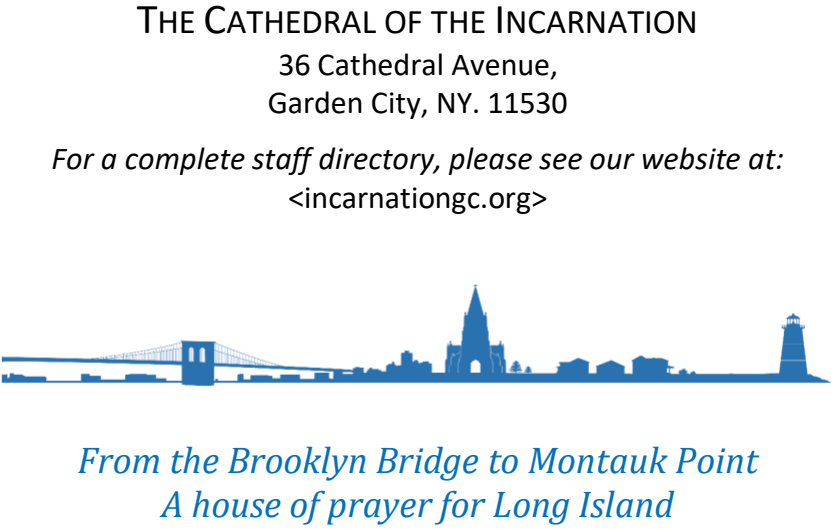 THE CATHEDRAL OF THE INCARNATION
36 Cathedral Avenue,
Garden City, NY. 11530
For a complete staff directory, please see our website at:
<incarnationgc.org>
From the Brooklyn Bridge to Montauk Point
A house of prayer for Long Island